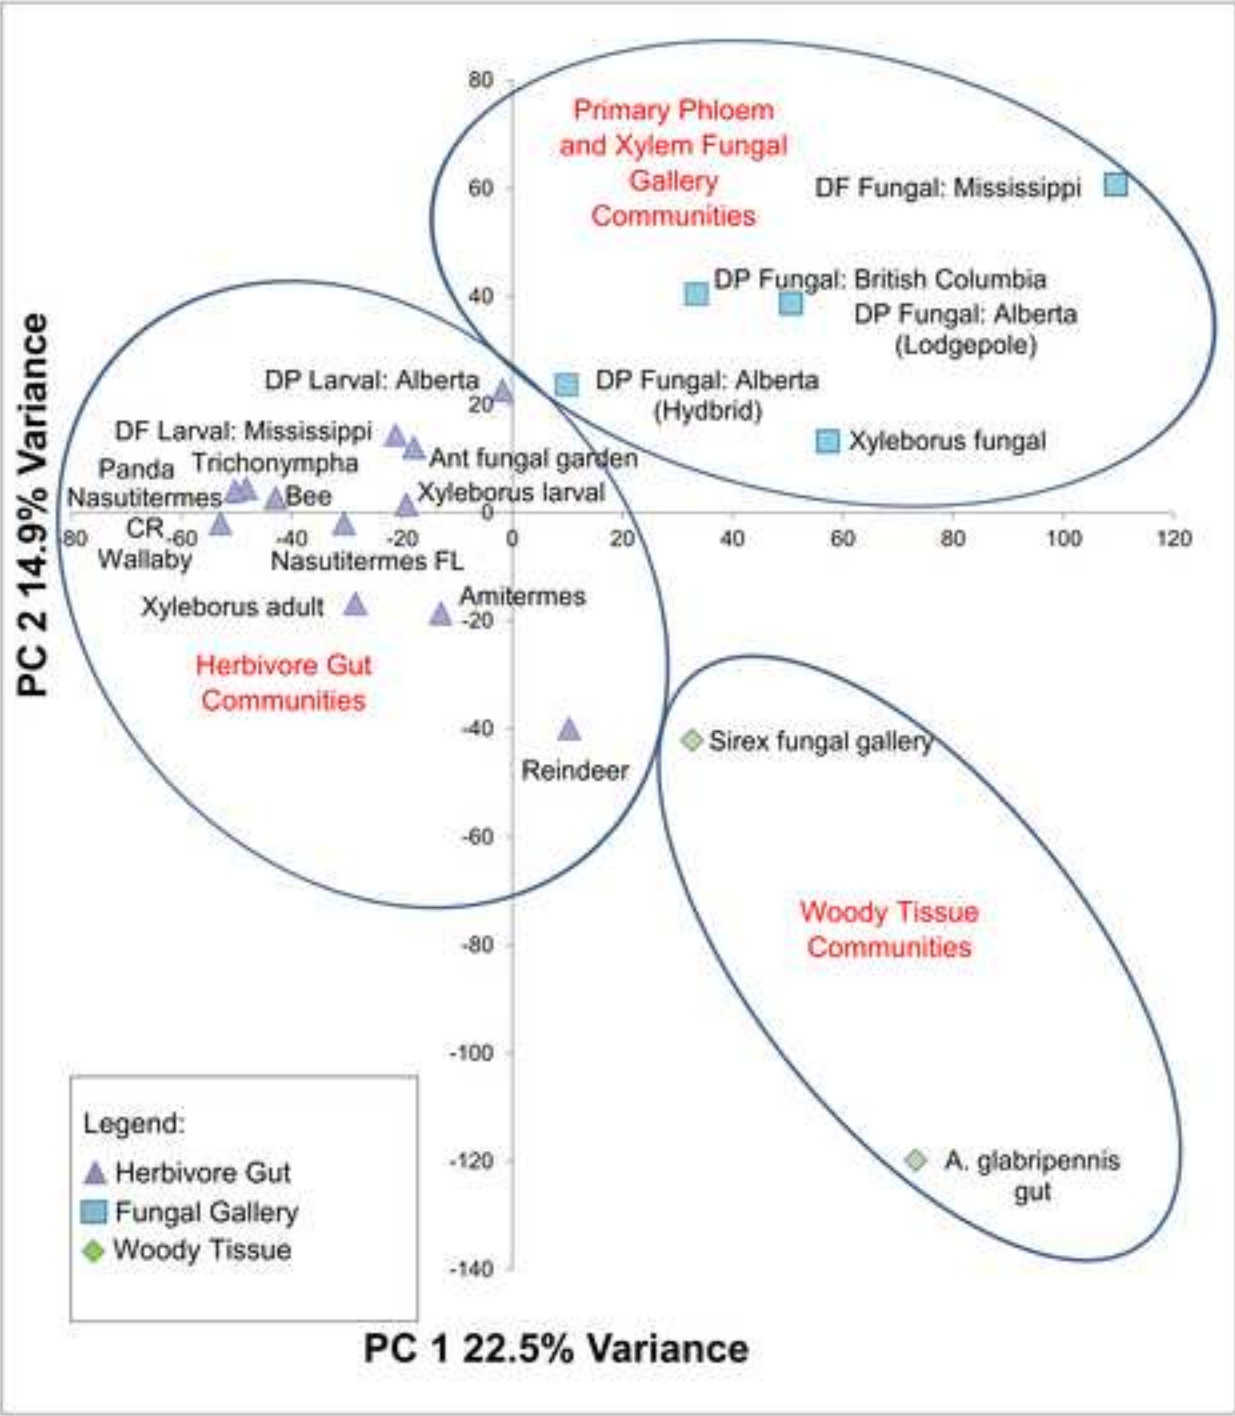 80
Primary Phloem
and Xylem Fungal
Gallery
Communities
60
DF Fungal: Mississippi
40
DP Fungal: British Columbia
DP Fungal: Alberta
(Lodgepole)
DP Larval: Alberta
20
DP Fungal: Alberta
(Hydbrid)
DF Larval: Mississippi
Xyleborus fungal
Panda
Trichonympha
Ant fungal garden
Nasutitermes
Bee
Xyleborus larval
0
CR
Wallaby
-80
-60
-40
-20
0
20
40
60
80
100
120
Nasutitermes FL
Xyleborus adult
Amitermes
-20
Herbivore Gut
Communities
-40
Sirex fungal gallery
Reindeer
-60
Woody Tissue
Communities
-80
-100
-120
A. glabripennis
gut
-140
PC 2 14.9% Variance
Legend:
Herbivore Gut
Fungal Gallery
Woody Tissue
PC 1 22.5% Variance